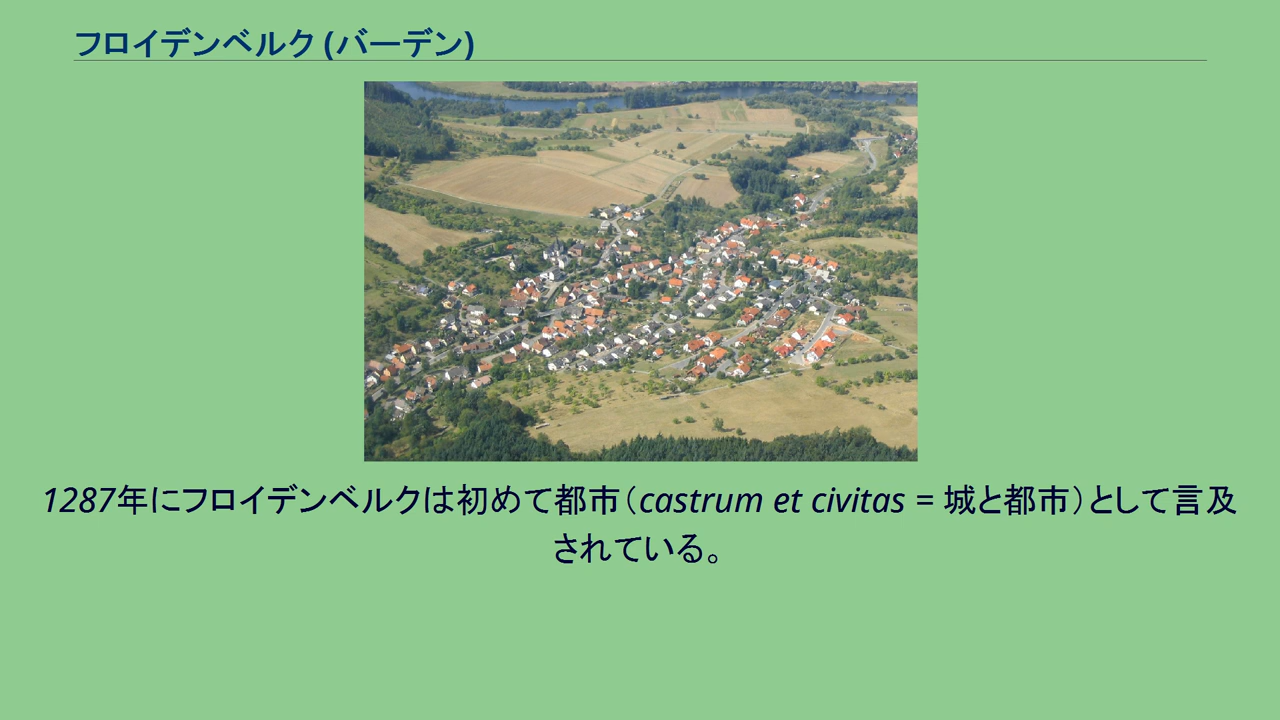 フロイデンベルク (バーデン)
1287年にフロイデンベルクは初めて都市（castrum et civitas = 城と都市）として言及
されている。